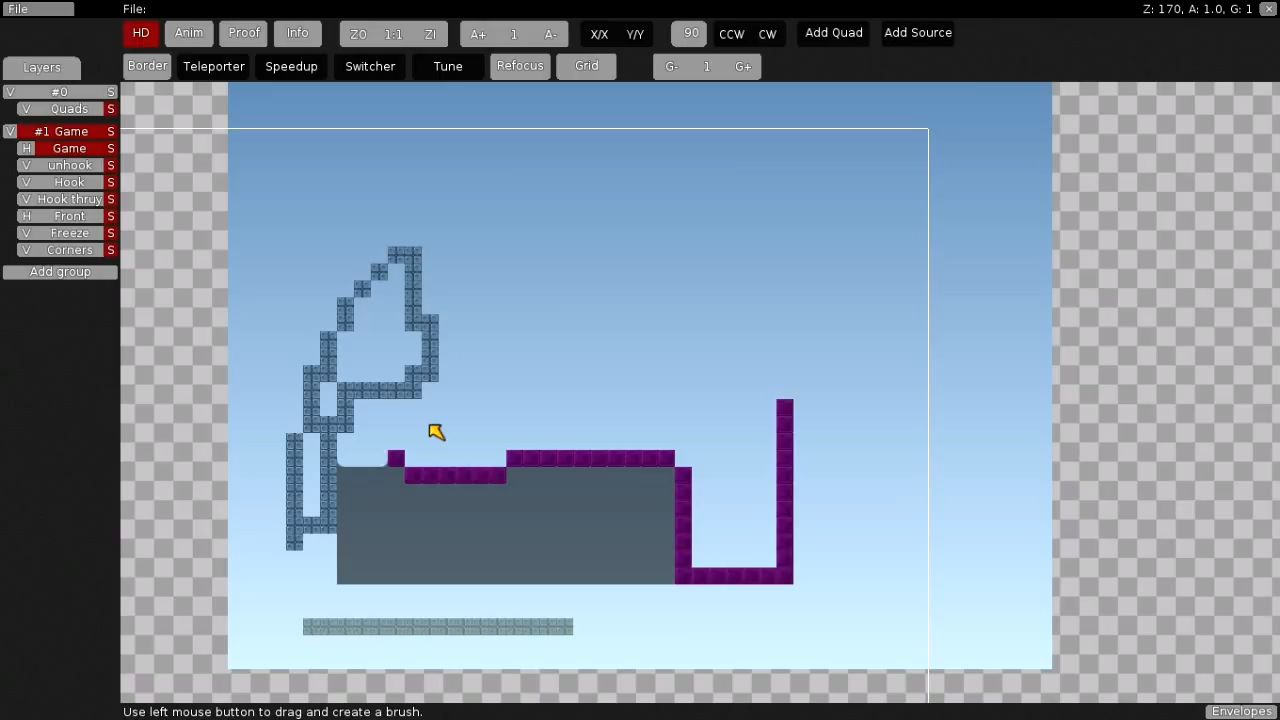 File File: Z: 170, A: 1.0, G: 1
HD Anim Proof Info ZO 1:1 ZI A+ 1 A- X/X Y/Y 90 CCW CW Add Quad Add Source
Border Teleporter Speedup Switcher Tune Refocus Grid G- 1 G+
Layers
V #0 S
V Quads S
V #1 Game S
H Game S
V unhook S
V Hook S
V Hook thruy S
H Front S
V Freeze S
V Corners S
Add group
Use left mouse button to drag and create a brush. Envelopes